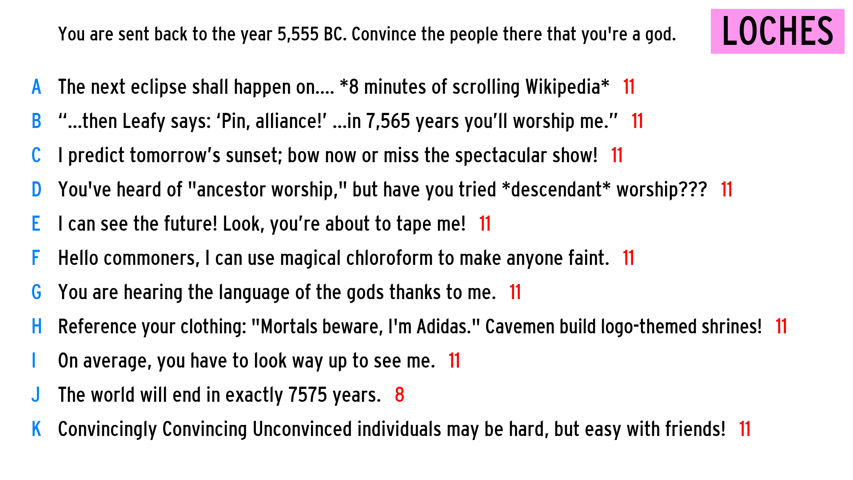 You are sent back to the year 5,555 BC. Convince the people there that you're a god.
LOCHES
A The next eclipse shall happen on.... *8 minutes of scrolling Wikipedia* 11
B “...then Leafy says: ‘Pin, alliance!’ ...in 7,565 years you’ll worship me.” 11
C I predict tomorrow’s sunset; bow now or miss the spectacular show! 11
D You've heard of "ancestor worship," but have you tried *descendant* worship??? 11
E I can see the future! Look, you’re about to tape me! 11
F Hello commoners, I can use magical chloroform to make anyone faint. 11
G You are hearing the language of the gods thanks to me. 11
H Reference your clothing: "Mortals beware, I'm Adidas." Cavemen build logo-themed shrines! 11
I On average, you have to look way up to see me. 11
J The world will end in exactly 7575 years. 8
K Convincingly Convincing Unconvinced individuals may be hard, but easy with friends! 11